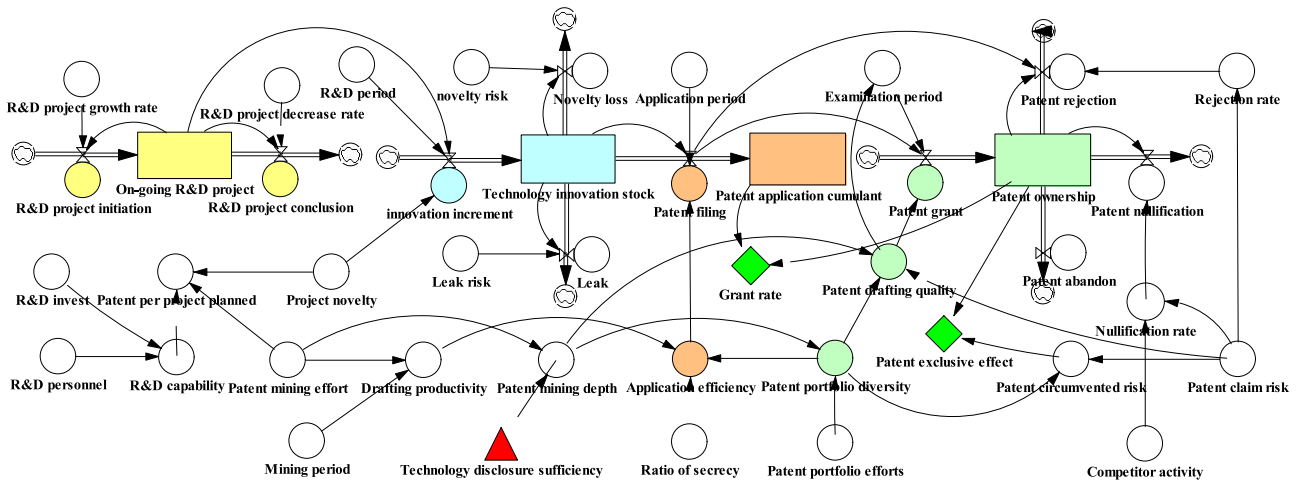 R&D project growth rate
R&D project decrease rate
R&D period
novelty risk
Novelty loss
Application period
Examination period
Patent rejection
Rejection rate
On-going R&D project
Technology innovation stock
Patent application cumulant
Patent ownership
R&D project initiation
R&D project conclusion
innovation increment
Patent filing
Patent grant
Patent nullification
R&D invest
Patent per project planned
Project novelty
Leak risk
Leak
Grant rate
Patent drafting quality
Patent abandon
Nullification rate
Patent exclusive effect
R&D personnel
R&D capability
Patent mining effort
Drafting productivity
Patent mining depth
Application efficiency
Patent portfolio diversity
Patent circumvented risk
Patent claim risk
Mining period
Technology disclosure sufficiency
Ratio of secrecy
Patent portfolio efforts
Competitor activity